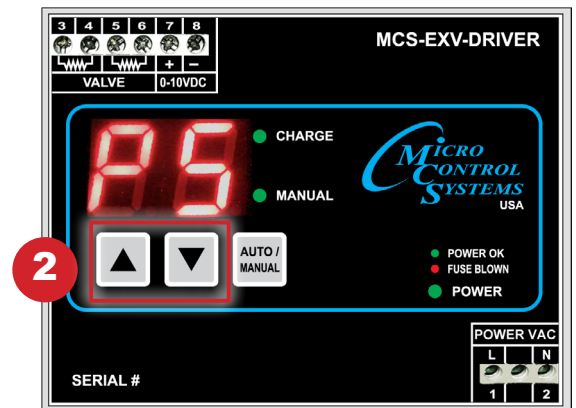 3 4 5 6 7 8
+ −
VALVE 0-10VDC
MCS-EXV-DRIVER
P5
CHARGE
MANUAL
MICRO
CONTROL
SYSTEMS
USA
2
▲ ▼ AUTO /
MANUAL
POWER OK
FUSE BLOWN
POWER
POWER VAC
L N
1 2
SERIAL #